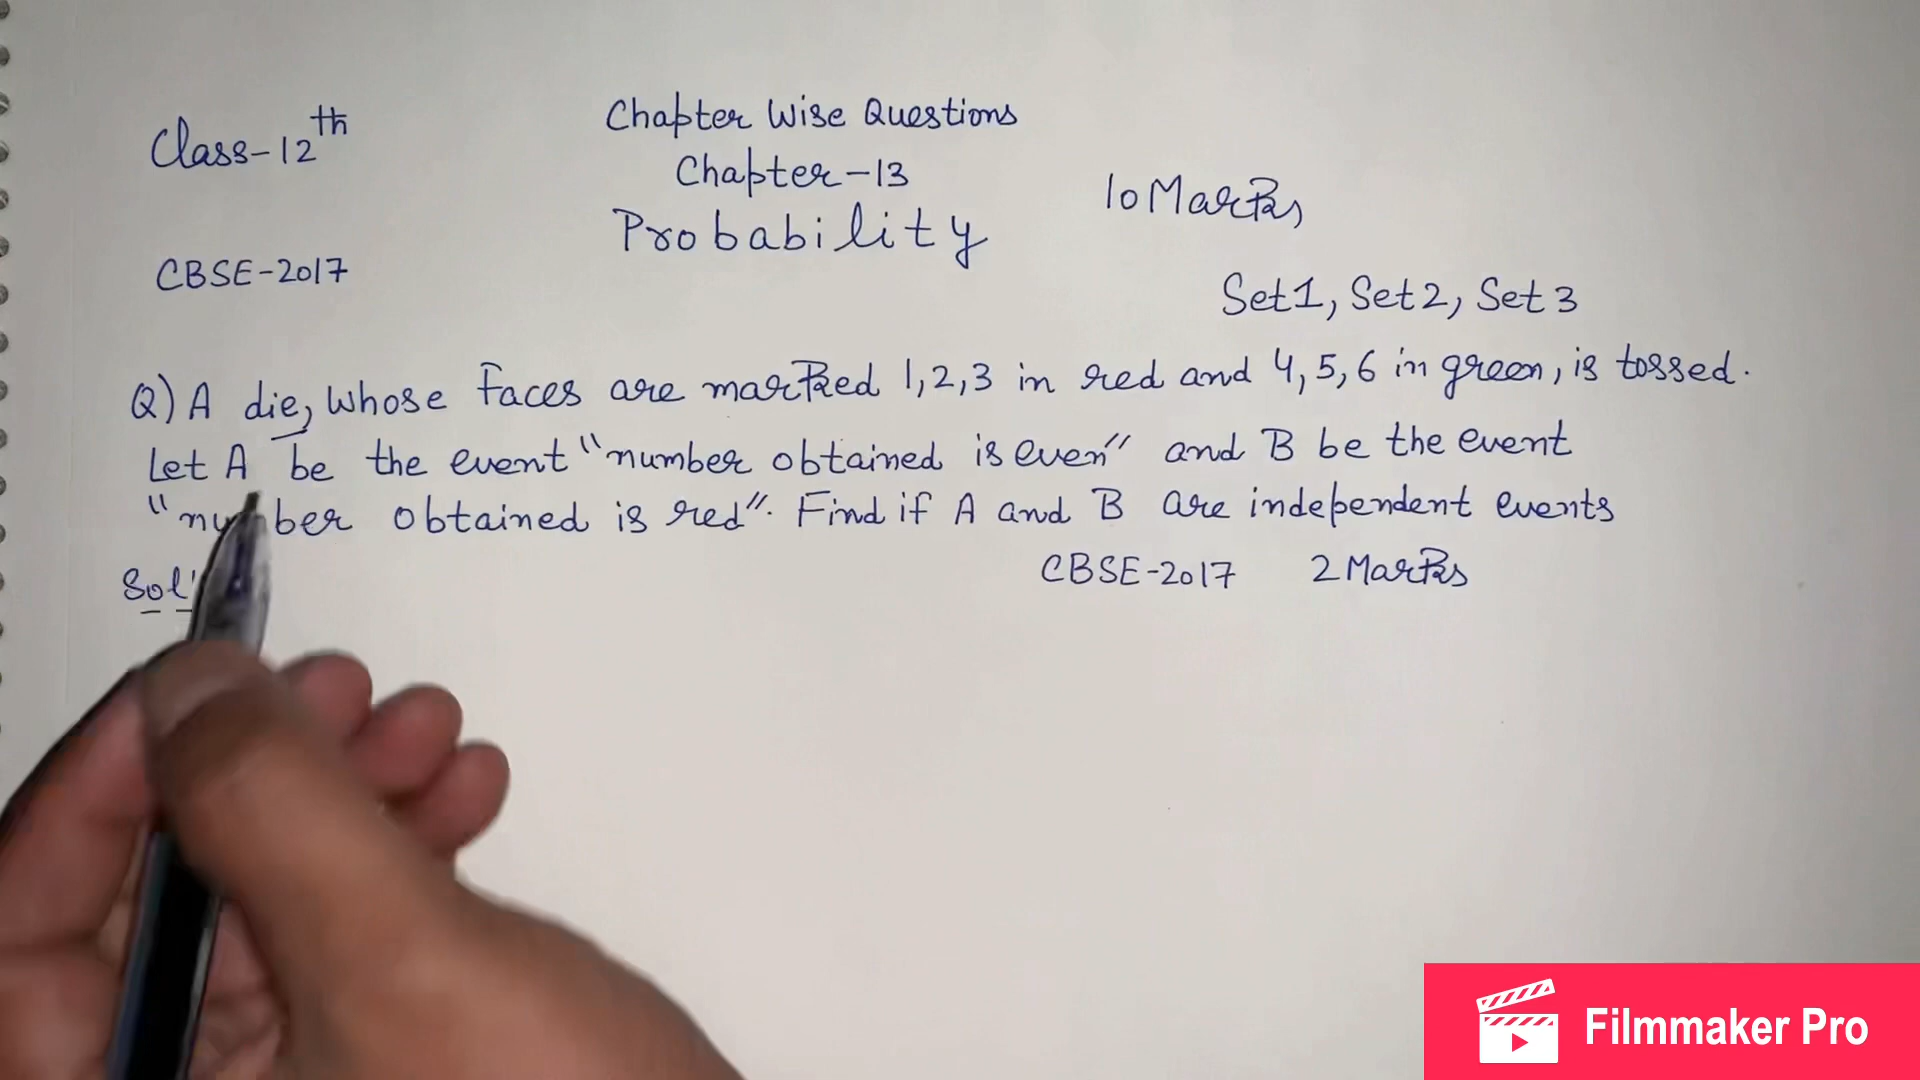 Class-12th
Chapter Wise Questions
Chapter-13
Probability
10 Marks
CBSE-2017
Set 1, Set 2, Set 3
Q) A die, whose faces are marked 1,2,3 in red and 4, 5, 6 in green, is tossed.
Let A be the event "number obtained is even" and B be the event
"number obtained is red". Find if A and B are independent events
CBSE-2017 2 Marks
Filmmaker Pro